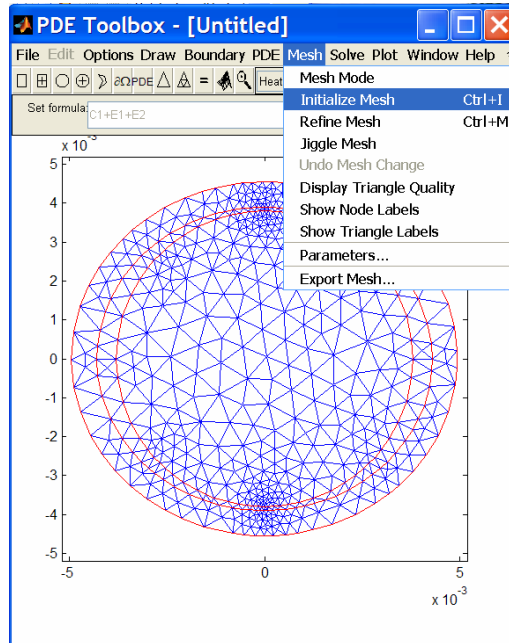 PDE Toolbox - [Untitled]
File Edit Options Draw Boundary PDE Mesh Solve Plot Window Help
∂Ω PDE = Heat
Set formula: C1+E1+E2
Mesh Mode
Initialize Mesh Ctrl+I
Refine Mesh Ctrl+M
Jiggle Mesh
Undo Mesh Change
Display Triangle Quality
Show Node Labels
Show Triangle Labels
Parameters...
Export Mesh...
x 10⁻³
5
4
3
2
1
0
-1
-2
-3
-4
-5
-5 0 5
x 10⁻³